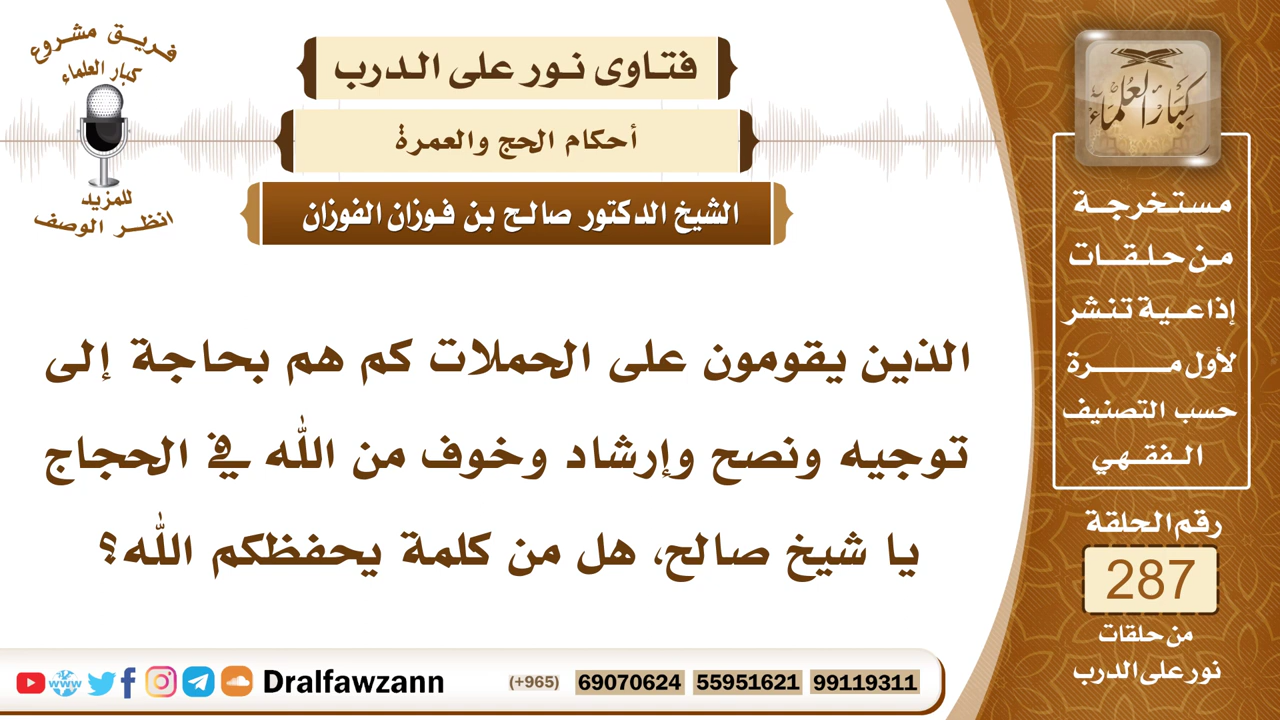 فريق مشروع
كبار العلماء
للمزيد
انظر الوصف
فتاوى نور على الدرب
أحكام الحج والعمرة
الشيخ الدكتور صالح بن فوزان الفوزان
كبار العلماء
مستخرجة
من حلقات
إذاعية تنشر
لأول مرة
حسب التصنيف
الفقهي
رقم الحلقة
287
من حلقات
نور على الدرب
الذين يقومون على الحملات كم هم بحاجة إلى
توجيه ونصح وإرشاد وخوف من الله في الحجاج
يا شيخ صالح، هل من كلمة يحفظكم الله؟
www Dralfawzann (+965) 69070624 55951621 99119311